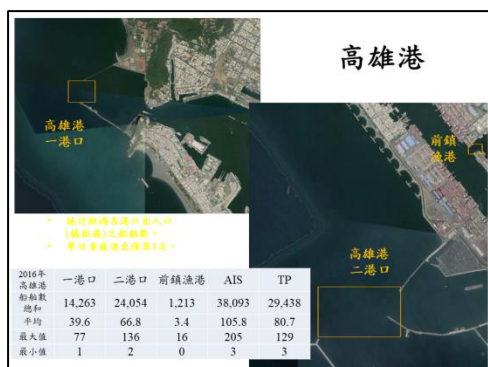 高雄港
高雄港
一港口
前鎮
漁港
高雄港
二港口
• 統計經過各港口出入口
(橘框處)之船舶數。
• 單日重複進出僅算1次。
2016年
高雄港
船舶數 一港口 二港口 前鎮漁港 AIS TP
總和 14,263 24,054 1,213 38,093 29,438
平均 39.6 66.8 3.4 105.8 80.7
最大值 77 136 16 205 129
最小值 1 2 0 3 3